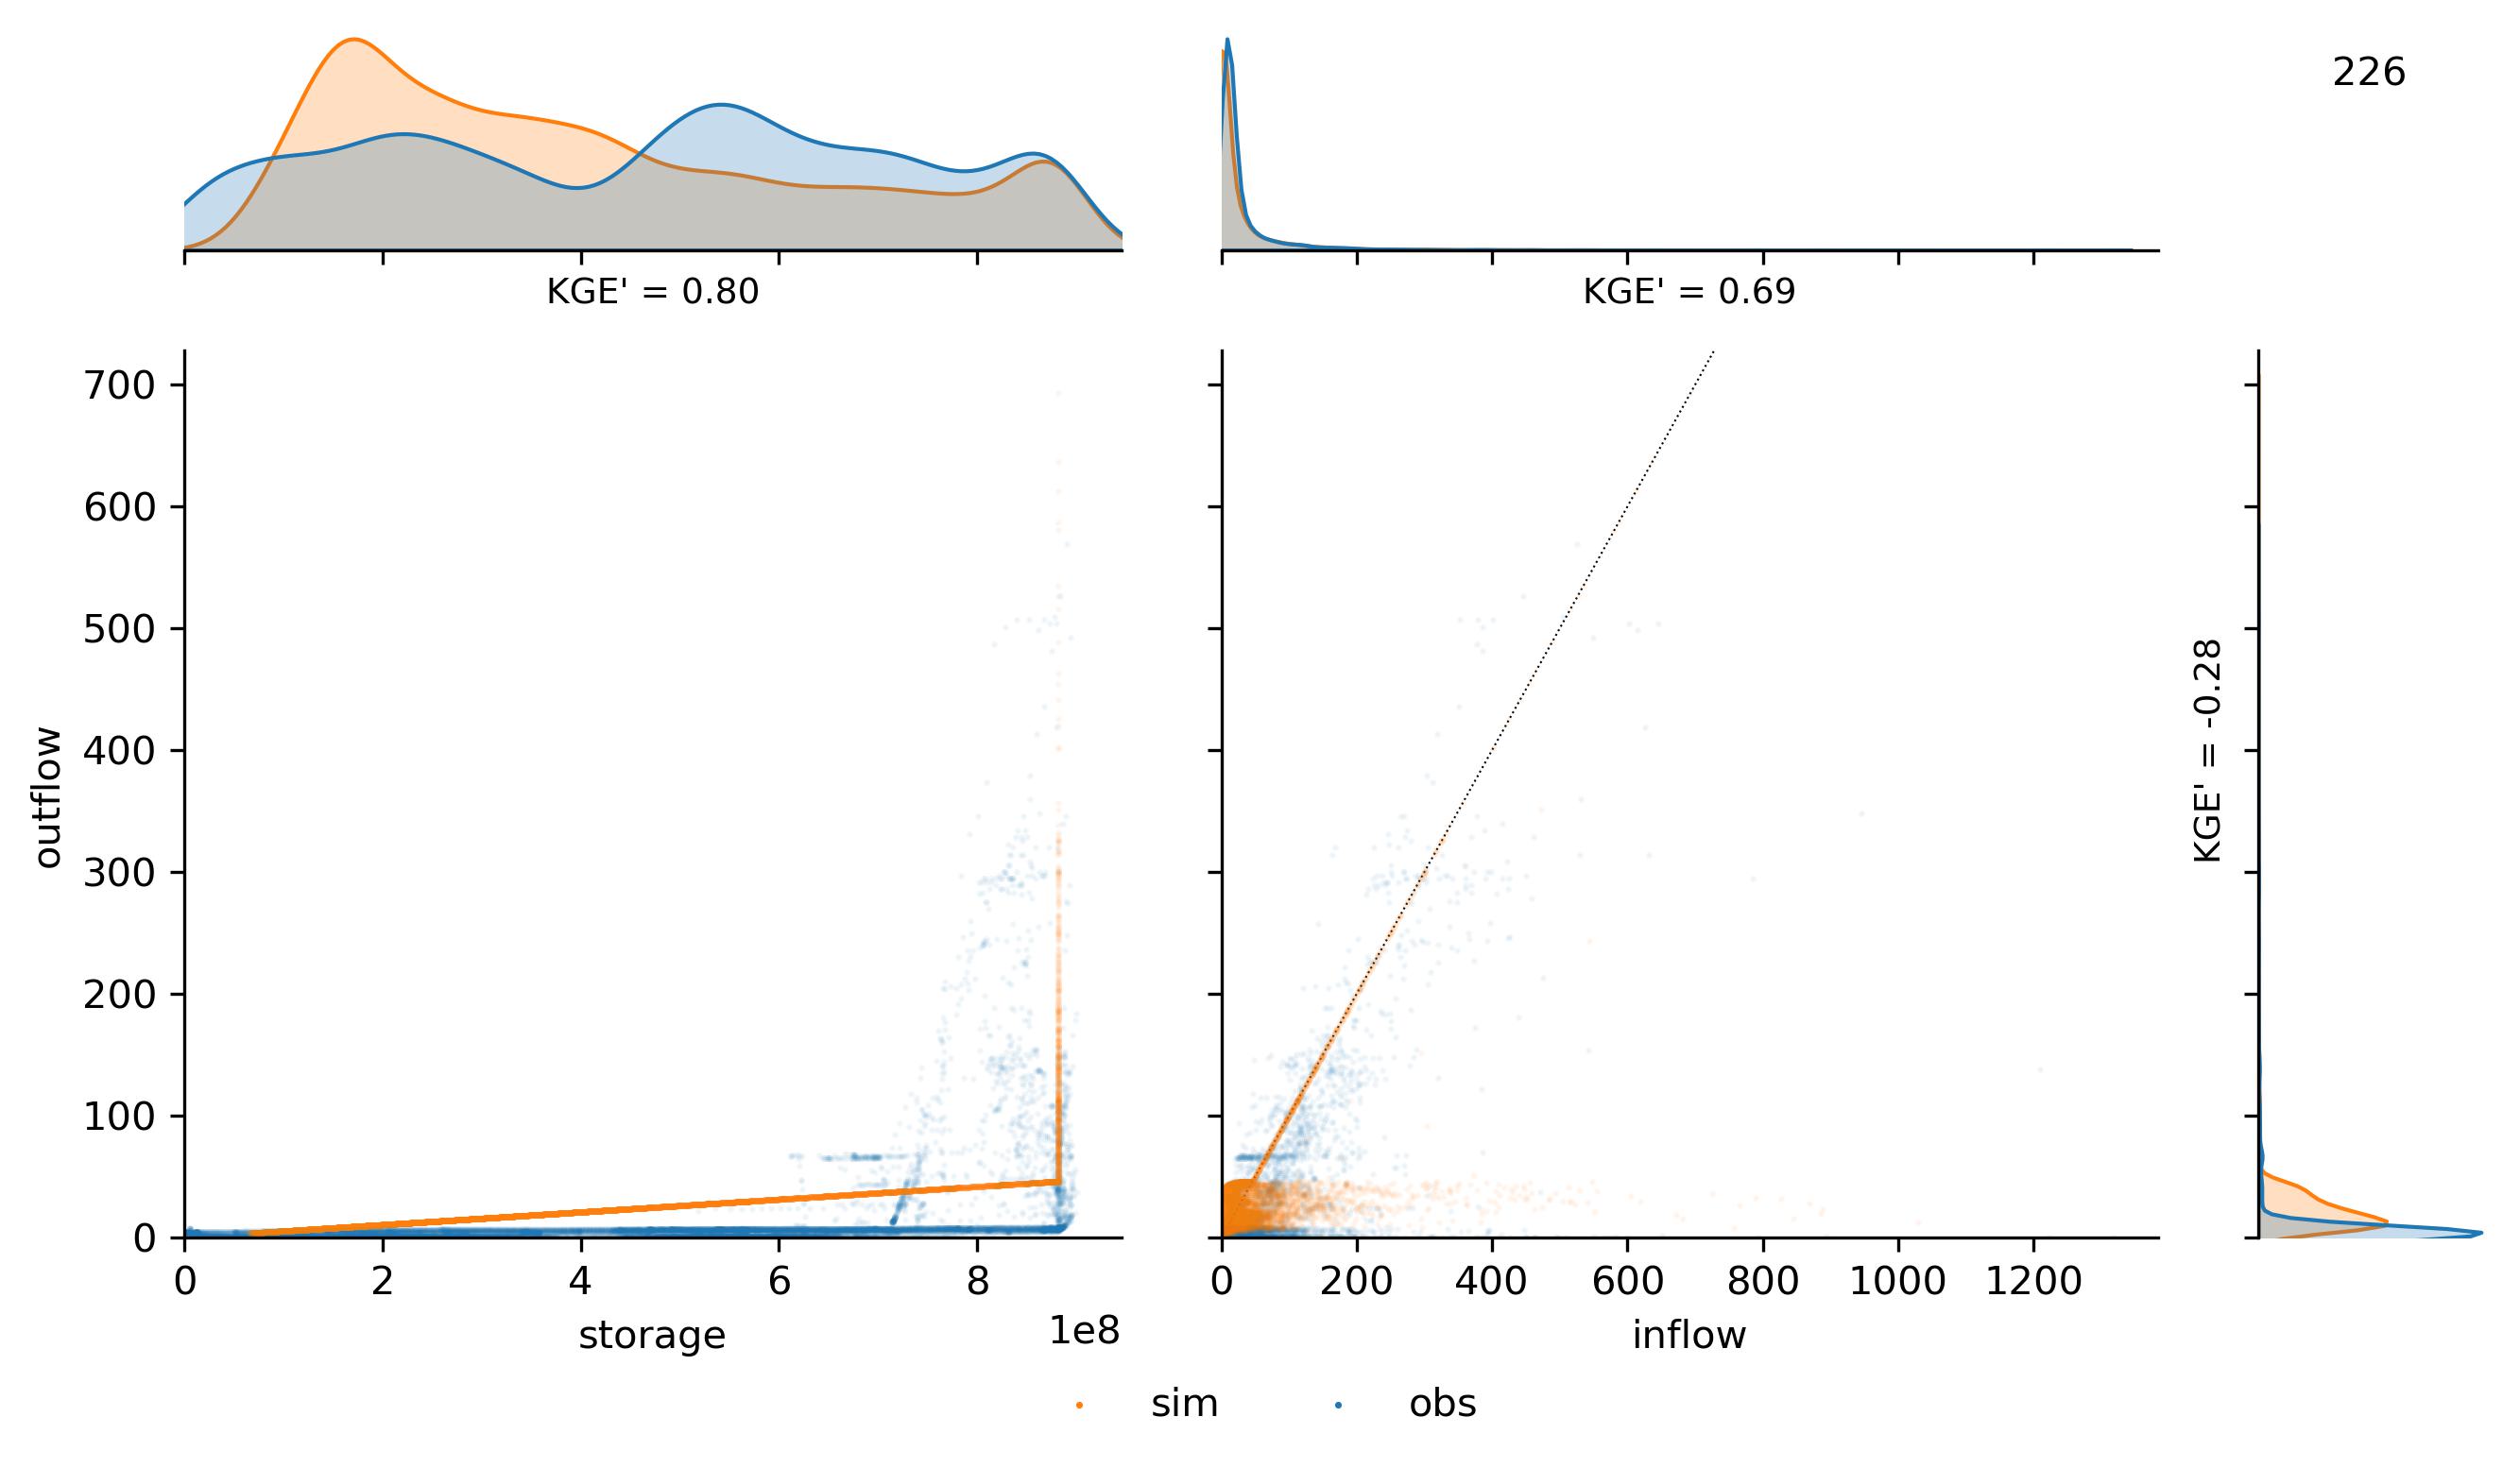 226
KGE' = 0.80
KGE' = 0.69
700
600
500
400
300
200
100
0
outflow
KGE' = -0.28
0 2 4 6 8
0 200 400 600 800 1000 1200
storage
1e8
inflow
sim obs